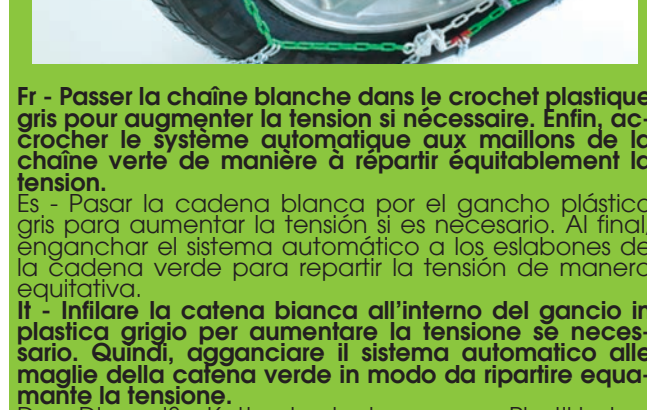 Fr - Passer la chaîne blanche dans le crochet plastique
gris pour augmenter la tension si nécessaire. Enfin, ac-
crocher le système automatique aux maillons de la
chaîne verte de manière à répartir équitablement la
tension.
Es - Pasar la cadena blanca por el gancho plástico
gris para aumentar la tensión si es necesario. Al final,
enganchar el sistema automático a los eslabones de
la cadena verde para repartir la tensión de manera
equitativa.
It - Infilare la catena bianca all'interno del gancio in
plastica grigio per aumentare la tensione se neces-
sario. Quindi, agganciare il sistema automatico alle
maglie della catena verde in modo da ripartire equa-
mante la tensione.